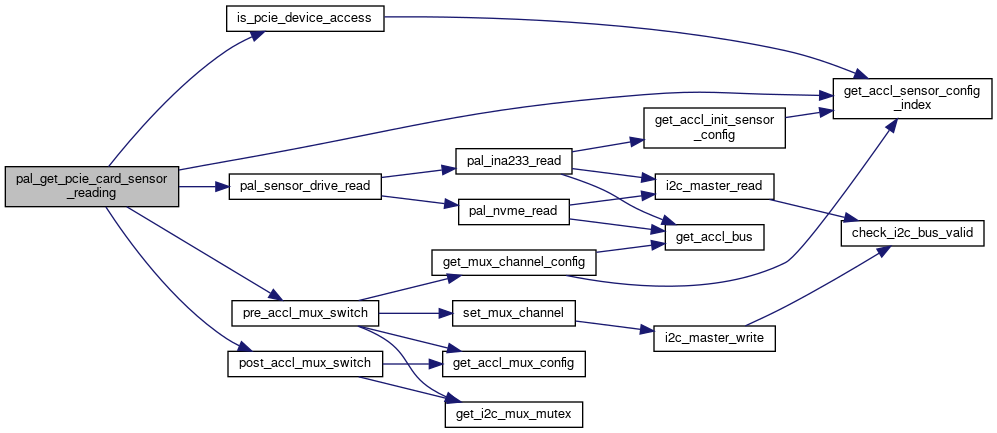 is_pcie_device_access
get_accl_sensor_config
_index
get_accl_init_sensor
_config
pal_ina233_read
pal_get_pcie_card_sensor
_reading
pal_sensor_drive_read
i2c_master_read
pal_nvme_read
check_i2c_bus_valid
get_accl_bus
get_mux_channel_config
pre_accl_mux_switch
set_mux_channel
i2c_master_write
post_accl_mux_switch
get_accl_mux_config
get_i2c_mux_mutex